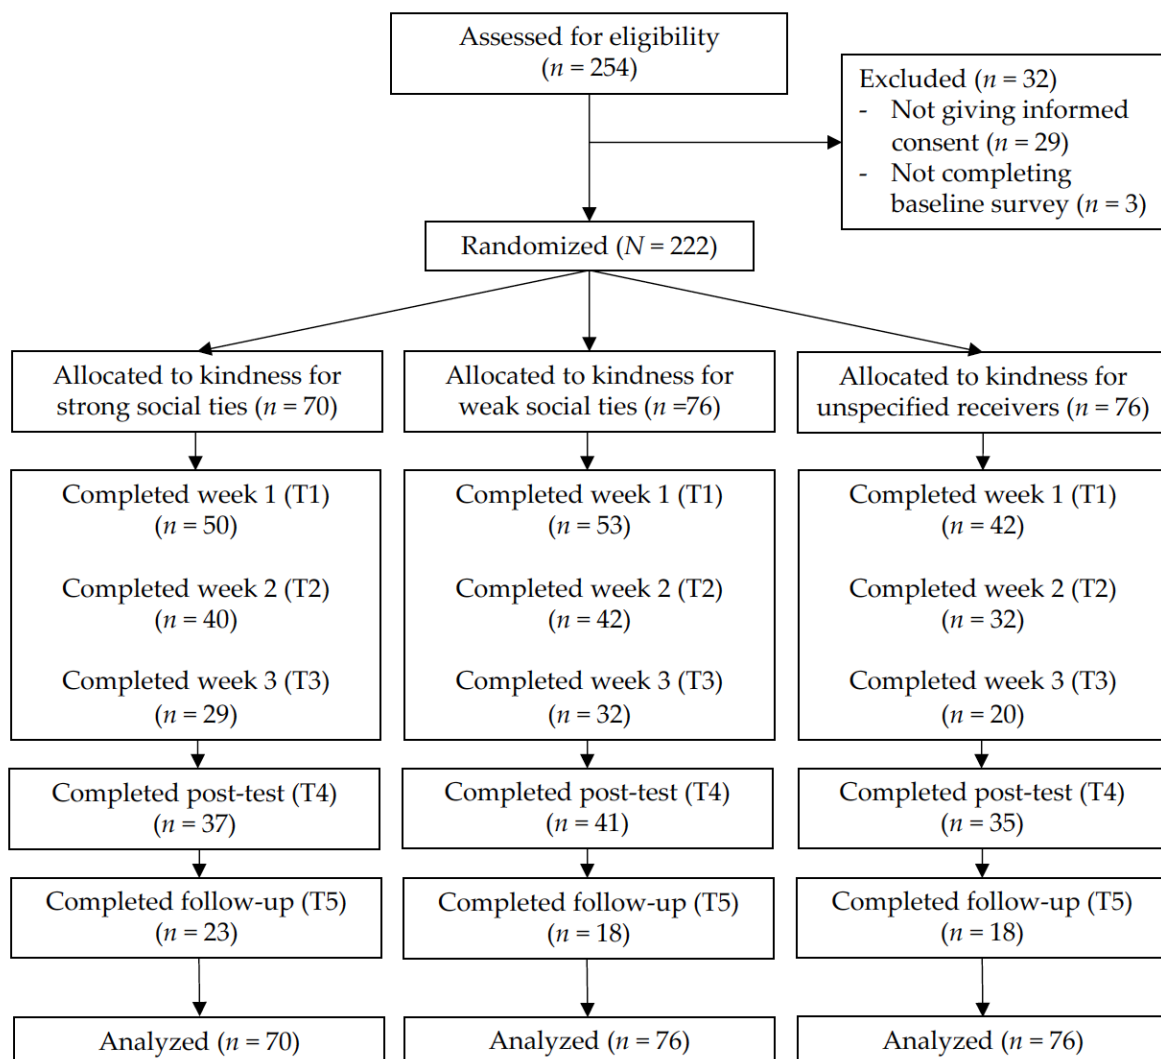 Assessed for eligibility
(n = 254)
Excluded (n = 32)
- Not giving informed
consent (n = 29)
- Not completing
baseline survey (n = 3)
Randomized (N = 222)
Allocated to kindness for
strong social ties (n = 70)
Allocated to kindness for
weak social ties (n =76)
Allocated to kindness for
unspecified receivers (n = 76)
Completed week 1 (T1)
(n = 50)
Completed week 2 (T2)
(n = 40)
Completed week 3 (T3)
(n = 29)
Completed week 1 (T1)
(n = 53)
Completed week 2 (T2)
(n = 42)
Completed week 3 (T3)
(n = 32)
Completed week 1 (T1)
(n = 42)
Completed week 2 (T2)
(n = 32)
Completed week 3 (T3)
(n = 20)
Completed post-test (T4)
(n = 37)
Completed post-test (T4)
(n = 41)
Completed post-test (T4)
(n = 35)
Completed follow-up (T5)
(n = 23)
Completed follow-up (T5)
(n = 18)
Completed follow-up (T5)
(n = 18)
Analyzed (n = 70)
Analyzed (n = 76)
Analyzed (n = 76)